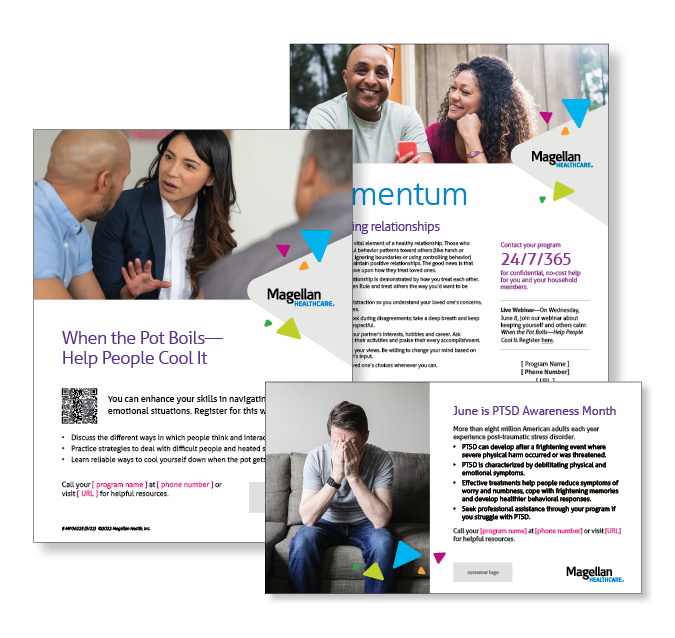 Magellan
HEALTHCARE.
mentum
ing relationships
vital element of a healthy relationship. Those who
behavior patterns toward others (like harsh or
ignoring boundaries or using controlling behavior)
maintain positive relationships. The good news is that
ove upon how they treat loved ones.
relationship is demonstrated by how you treat each other.
en Rule and treat others the way you'd want to be
distraction so you understand your loved one's concerns,
es.
ool during disagreements; take a deep breath and keep
respectful.
our partner's interests, hobbies and career. Ask
their activities and praise their every accomplishment.
your views. Be willing to change your mind based on
n's input.
ved one's choices whenever you can.
Contact your program
24/7/365
for confidential, no-cost help
for you and your household
members.
Live Webinar—On Wednesday,
June 8, join our webinar about
keeping yourself and others calm:
When the Pot Boils—Help People
Cool It. Register here.
[ Program Name ]
[ Phone Number]
[ URL ]
Magellan
HEALTHCARE.
When the Pot Boils—
Help People Cool It
You can enhance your skills in navigatin
emotional situations. Register for this w
• Discuss the different ways in which people think and interac
• Practice strategies to deal with difficult people and heated s
• Learn reliable ways to cool yourself down when the pot gets
Call your [ program name ] at [ phone number ] or
visit [ URL ] for helpful resources.
B-MF0622E (5/22) ©2022 Magellan Health, Inc.
June is PTSD Awareness Month
More than eight million American adults each year
experience post-traumatic stress disorder.
• PTSD can develop after a frightening event where
severe physical harm occurred or was threatened.
• PTSD is characterized by debilitating physical and
emotional symptoms.
• Effective treatments help people reduce symptoms of
worry and numbness, cope with frightening memories
and develop healthier behavioral responses.
• Seek professional assistance through your program if
you struggle with PTSD.
Call your [program name] at [phone number] or visit [URL]
for helpful resources.
customer logo
Magellan
HEALTHCARE.